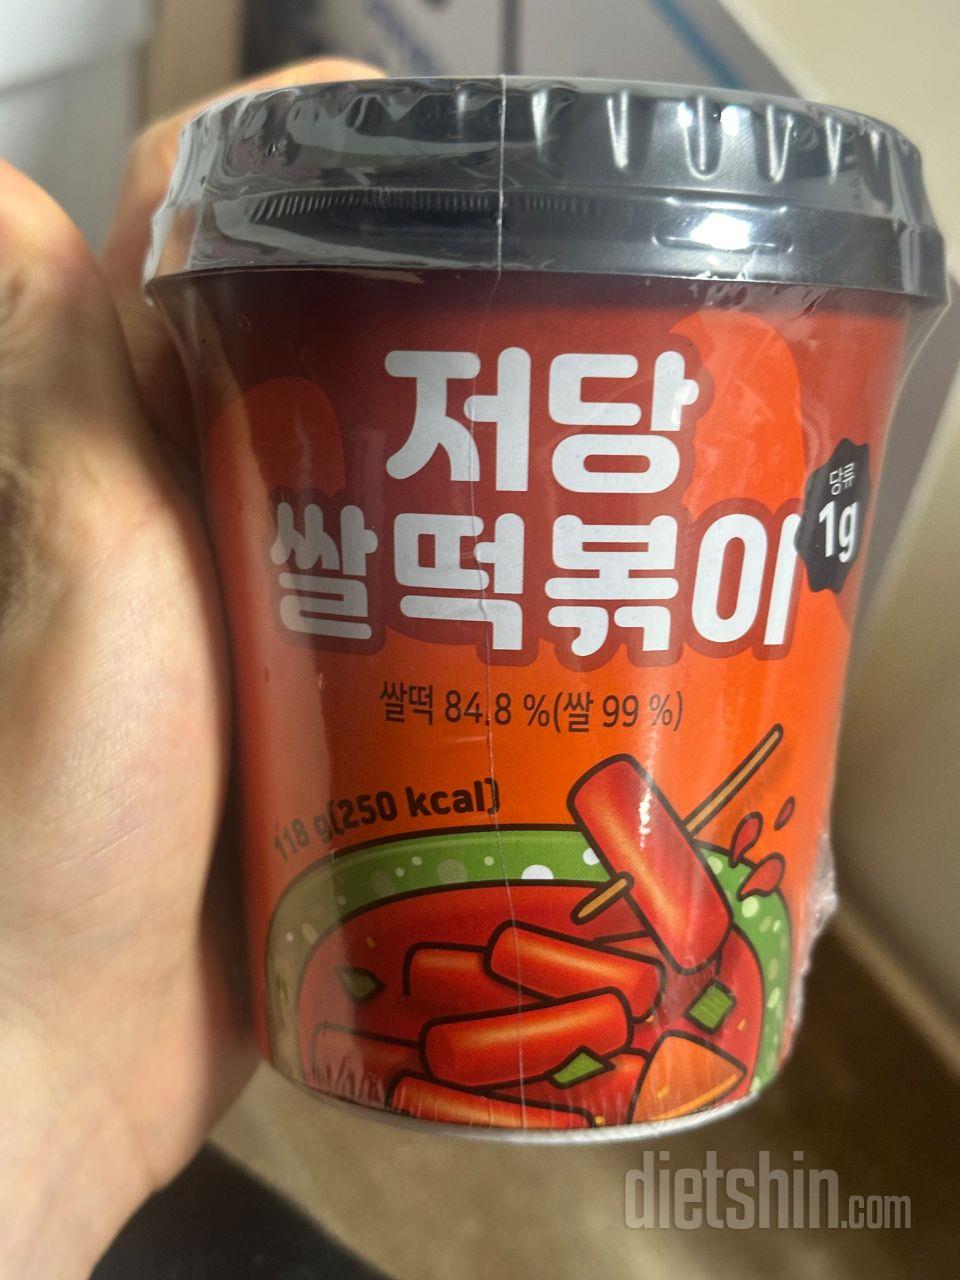 저당
쌀떡볶이
당류
1g
쌀떡 84.8 %(쌀 99 %)
118 g(250 kcal)
dietshin.com